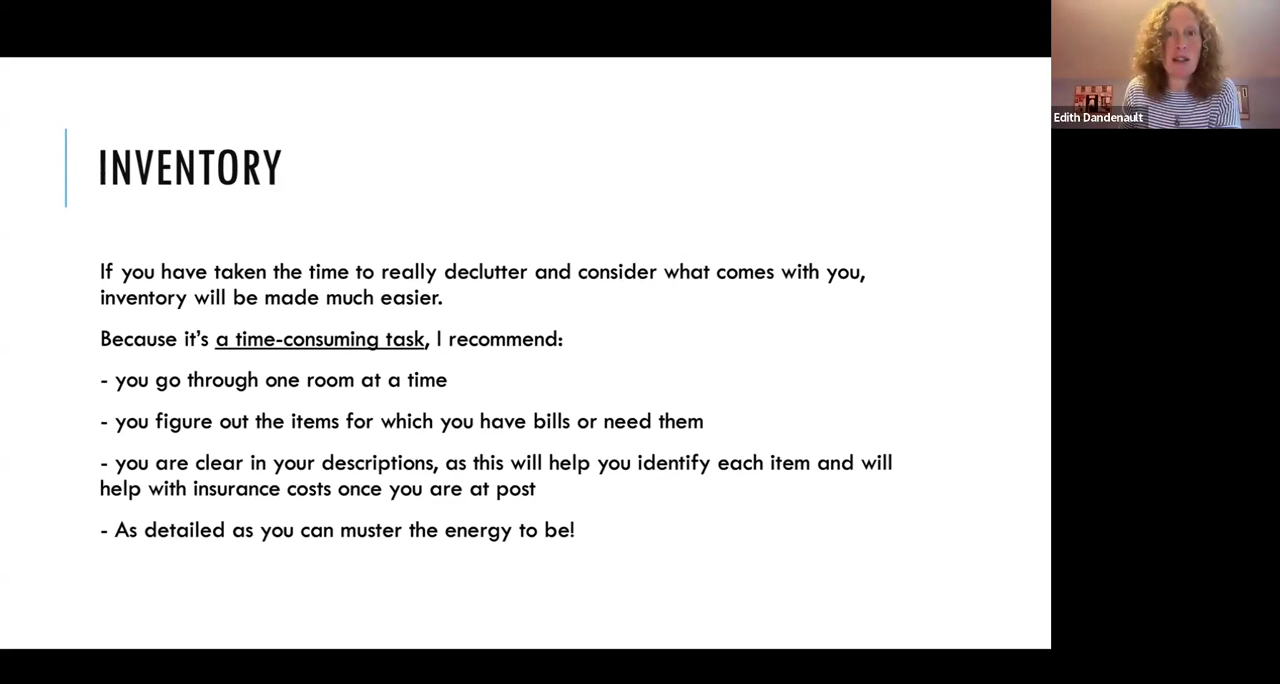 INVENTORY
If you have taken the time to really declutter and consider what comes with you,
inventory will be made much easier.
Because it's a time-consuming task, I recommend:
- you go through one room at a time
- you figure out the items for which you have bills or need them
- you are clear in your descriptions, as this will help you identify each item and will
help with insurance costs once you are at post
- As detailed as you can muster the energy to be!
Edith Dandenault